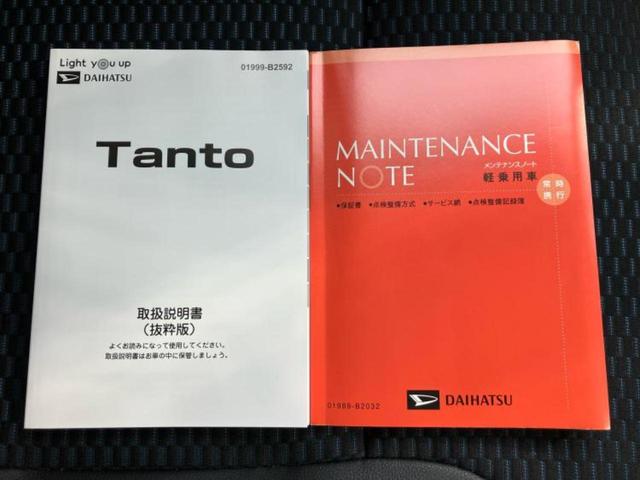 Light you up
DAIHATSU
01999-B2592
Tanto
取扱説明書
(抜粋版)
よくお読みになって使用してください。
取扱説明書はお車の中に保管しましょう。
MAINTENANCE
NOTE
メンテナンスノート
軽乗用車
常時
携行
●保証書 ●点検整備方式 ●サービス網 ●点検整備記録簿
01989-B2032
DAIHATSU